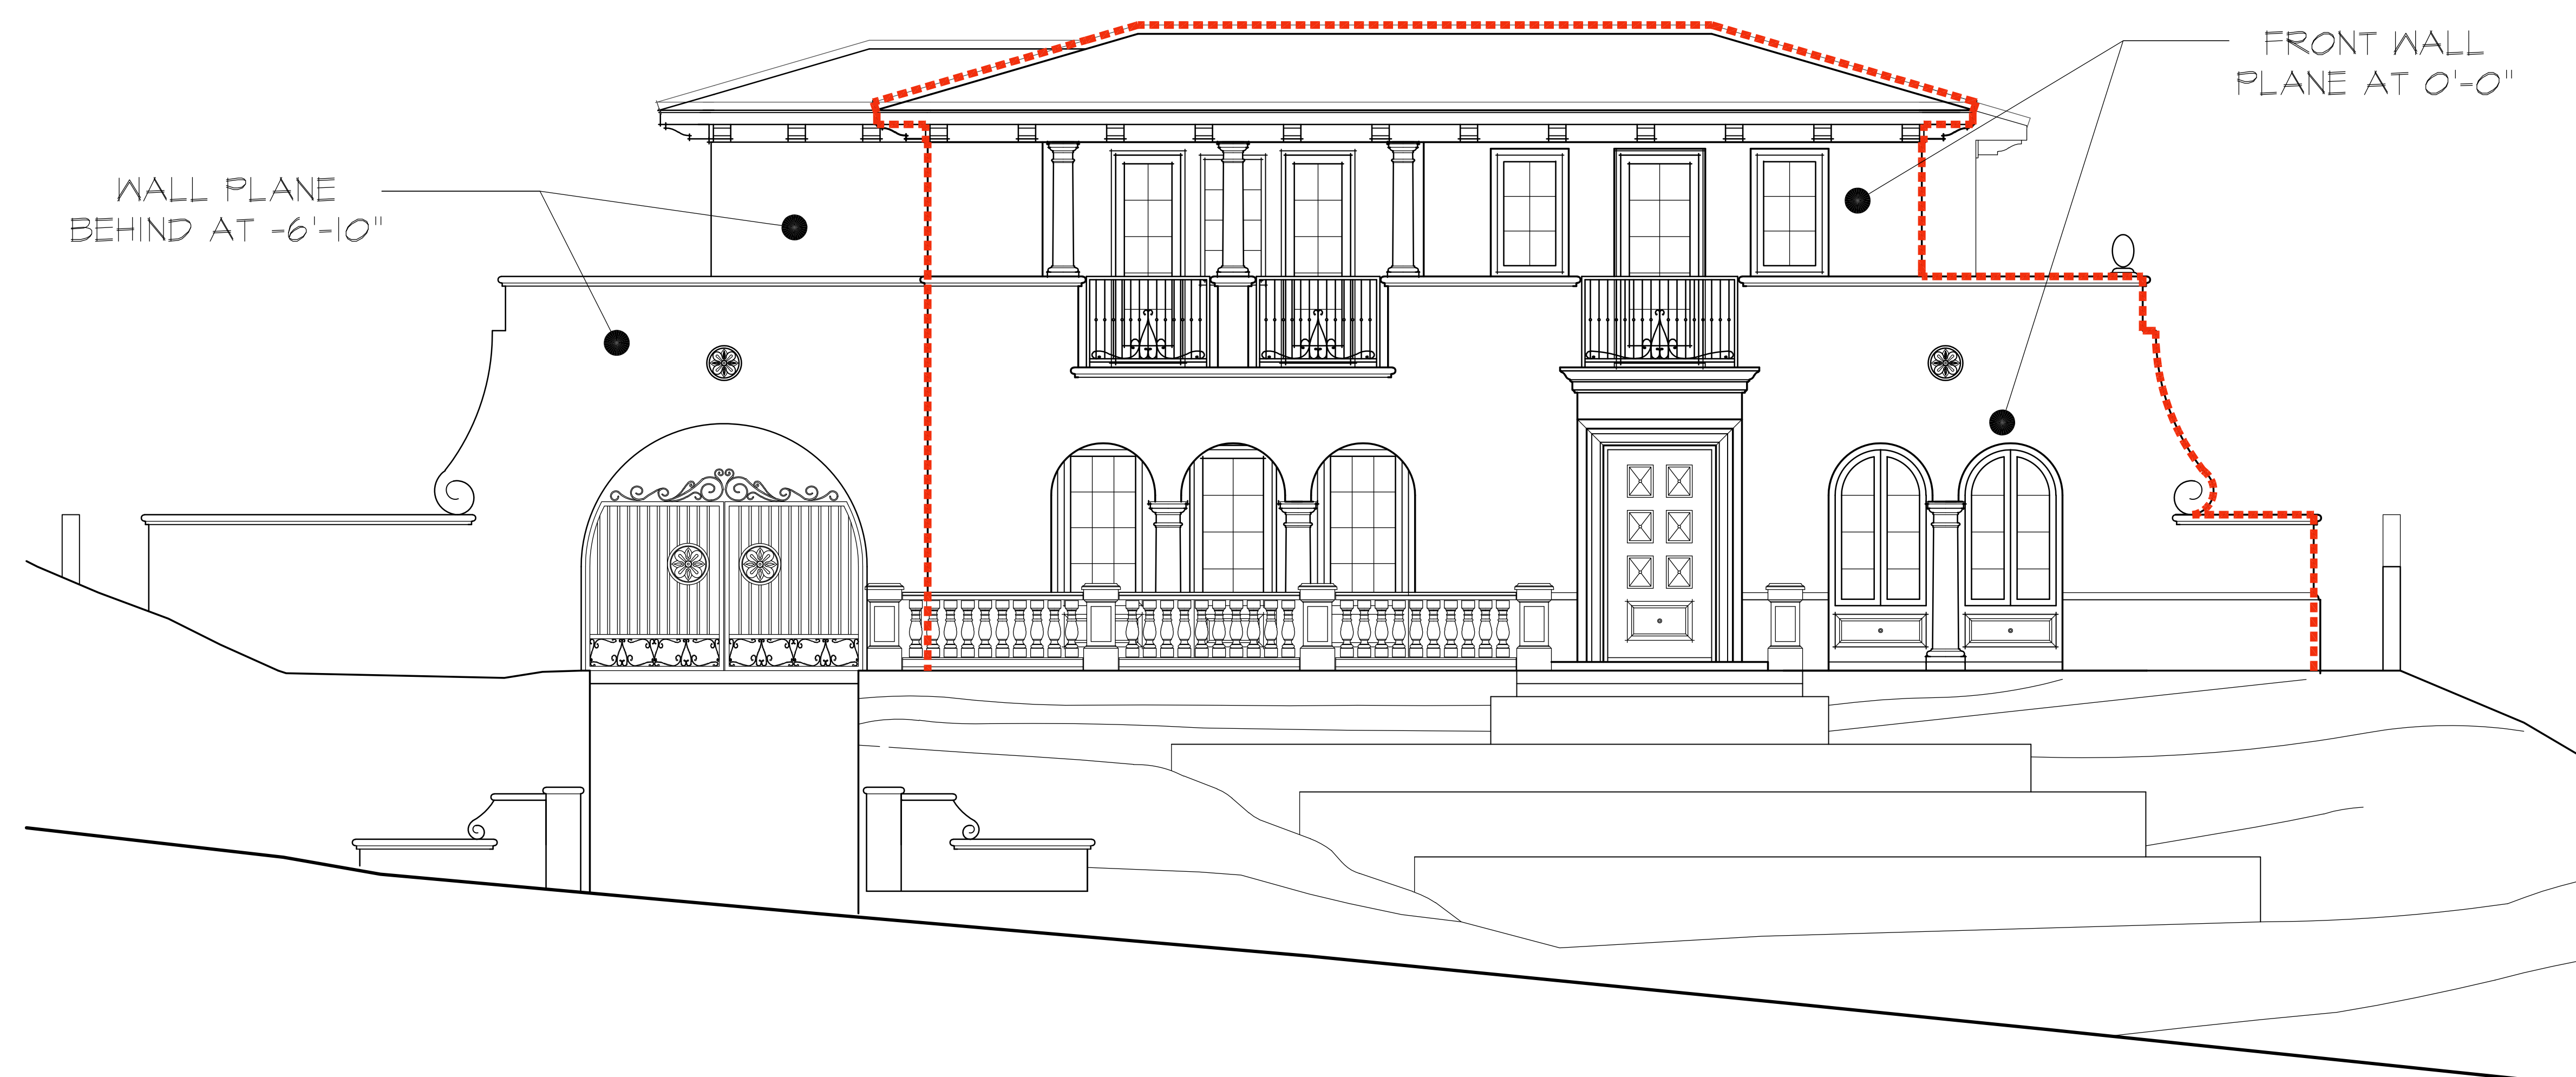 FRONT WALL
PLANE AT 0'-0"
WALL PLANE
BEHIND AT -6'-10"